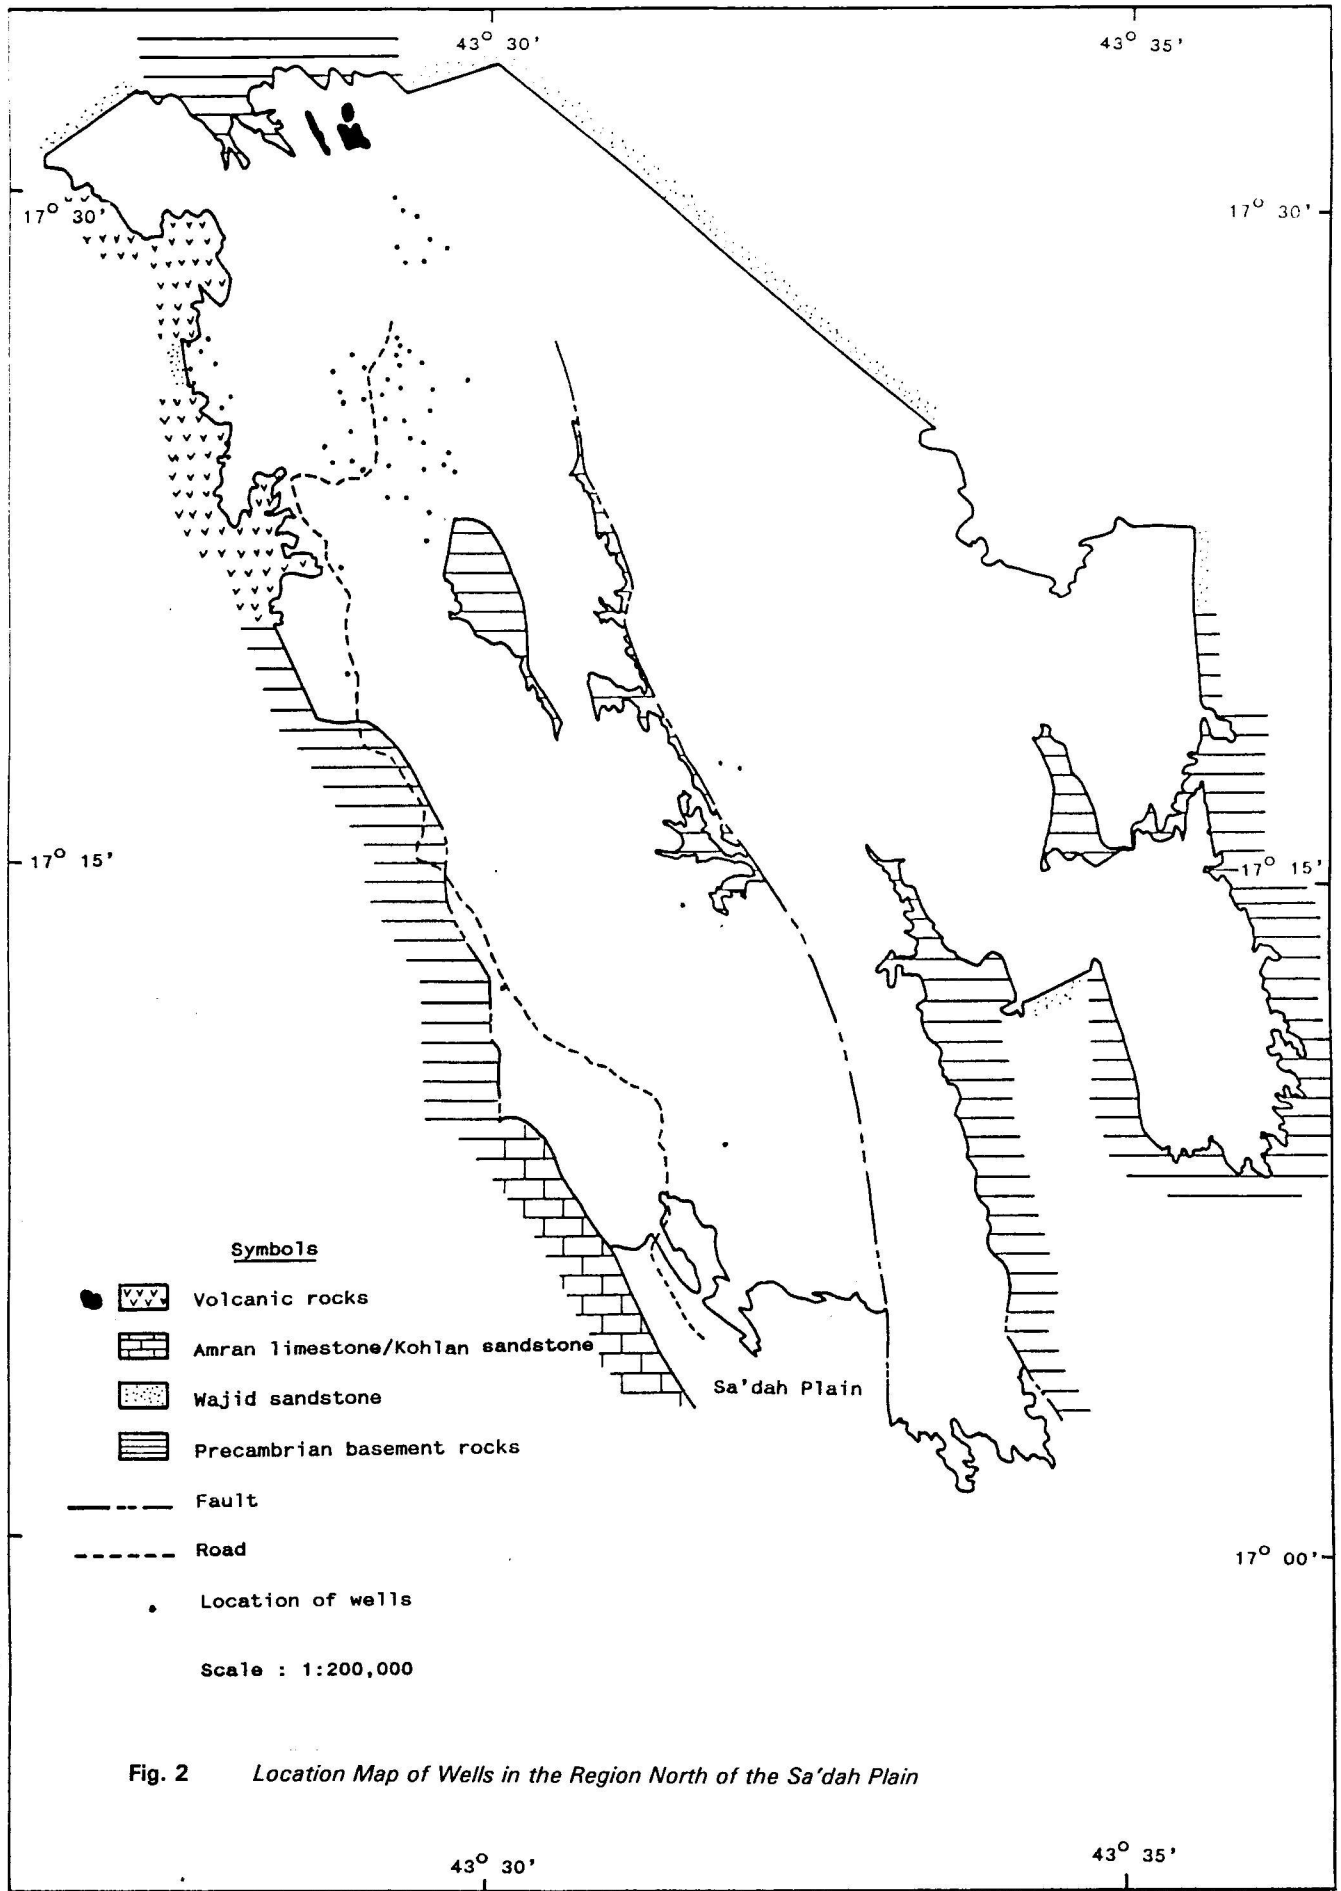 43° 30' 43° 35'
17° 30' 17° 30'
17° 15' 17° 15'
Sa'dah Plain
Symbols
Volcanic rocks
Amran limestone/Kohlan sandstone
Wajid sandstone
Precambrian basement rocks
Fault
Road
Location of wells
17° 00'
Scale : 1:200,000
Fig. 2 Location Map of Wells in the Region North of the Sa'dah Plain
43° 30' 43° 35'